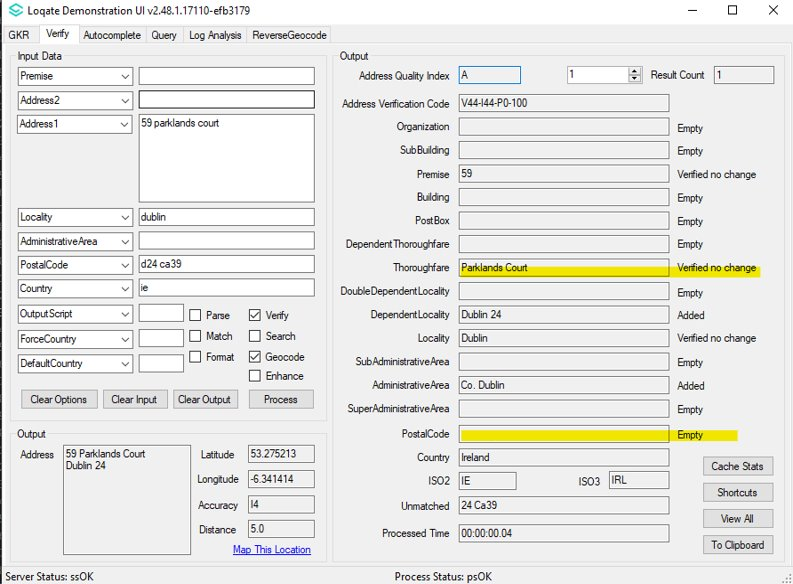 Loqate Demonstration UI v2.48.1.17110-efb3179
GKR Verify Autocomplete Query Log Analysis ReverseGeocode
Input Data
Premise
Address2
Address1 59 parklands court
Locality dublin
AdministrativeArea
PostalCode d24 ca39
Country ie
OutputScript Parse Verify
ForceCountry Match Search
DefaultCountry Format Geocode
Enhance
Clear Options Clear Input Clear Output Process
Output
Address 59 Parklands Court
Dublin 24
Latitude 53.275213
Longitude -6.341414
Accuracy I4
Distance 5.0
Map This Location
Output
Address Quality Index A 1 Result Count 1
Address Verification Code V44-I44-P0-100
Organization Empty
SubBuilding Empty
Premise 59 Verified no change
Building Empty
PostBox Empty
DependentThoroughfare Empty
Thoroughfare Parklands Court Verified no change
DoubleDependentLocality Empty
DependentLocality Dublin 24 Added
Locality Dublin Verified no change
SubAdministrativeArea Empty
AdministrativeArea Co. Dublin Added
SuperAdministrativeArea Empty
PostalCode Empty
Country Ireland
ISO2 IE ISO3 IRL
Unmatched 24 Ca39
Processed Time 00:00:00.04
Cache Stats
Shortcuts
View All
To Clipboard
Server Status: ssOK Process Status: psOK